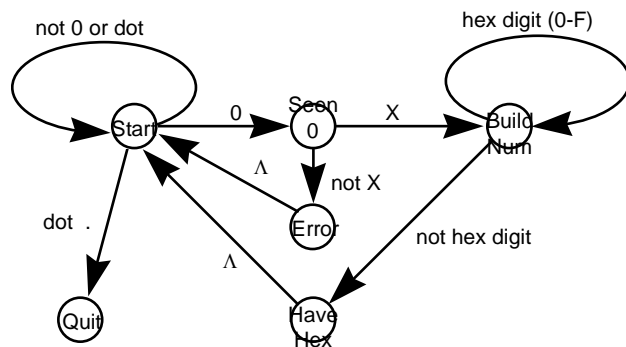 not 0 or dot
hex digit (0-F)
Start
0
Seen
0
X
Build
Num
Λ
not X
Error
dot .
not hex digit
Λ
Quit
Have
Hex